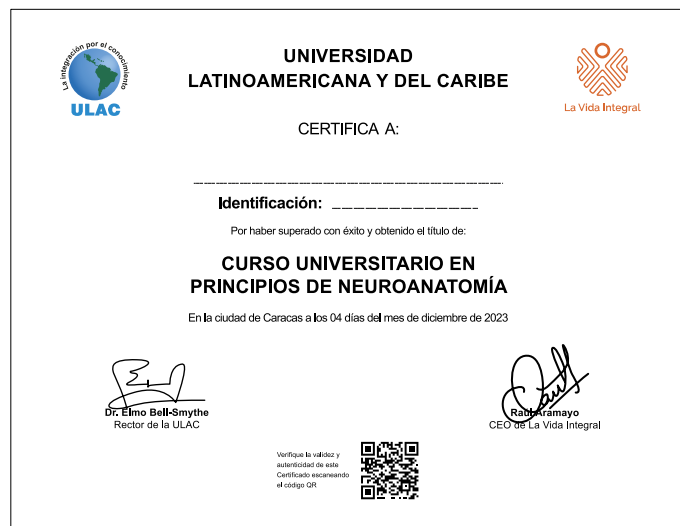 La integración por el conocimiento
ULAC
UNIVERSIDAD
LATINOAMERICANA Y DEL CARIBE
La Vida Integral
CERTIFICA A:
Identificación:
Por haber superado con éxito y obtenido el título de:
CURSO UNIVERSITARIO EN
PRINCIPIOS DE NEUROANATOMÍA
En la ciudad de Caracas a los 04 días del mes de diciembre de 2023
Dr. Elmo Bell-Smythe
Rector de la ULAC
Raúl Aramayo
CEO de La Vida Integral
Verifique la validez y
autenticidad de este
Certificado escaneando
el código QR